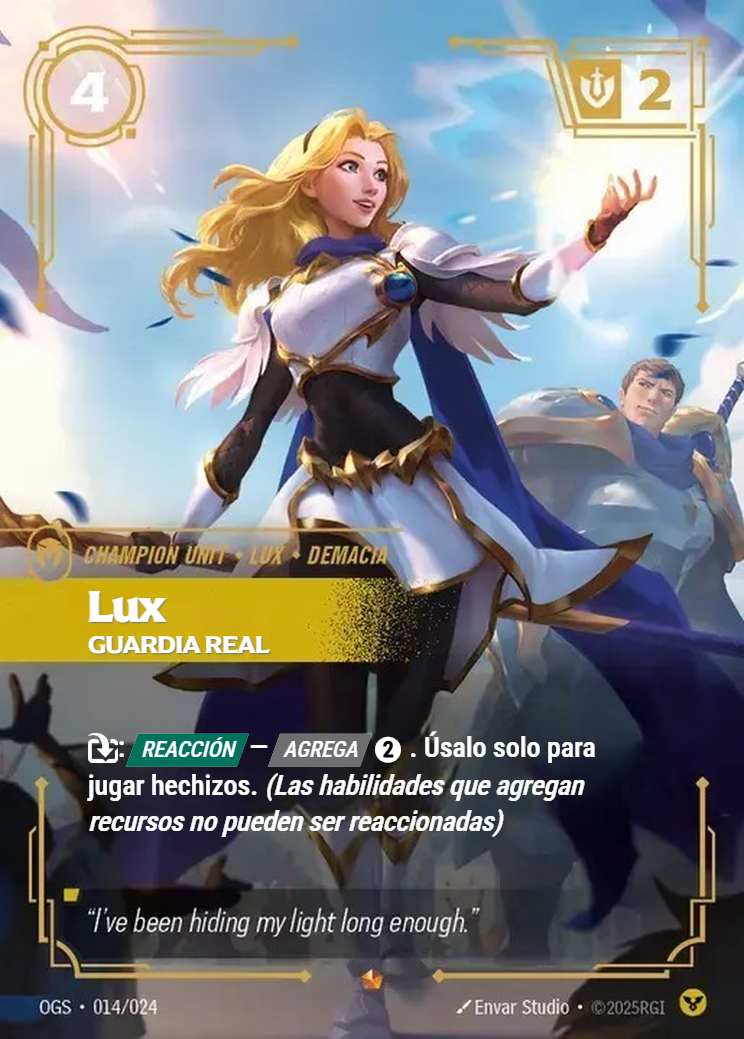 4
2
CHAMPION UNIT • LUX • DEMACIA
Lux
GUARDIA REAL
: REACCIÓN — AGREGA 2 . Úsalo solo para
jugar hechizos. (Las habilidades que agregan
recursos no pueden ser reaccionadas)
“I’ve been hiding my light long enough.”
OGS • 014/024 Envar Studio • ©2025RGI